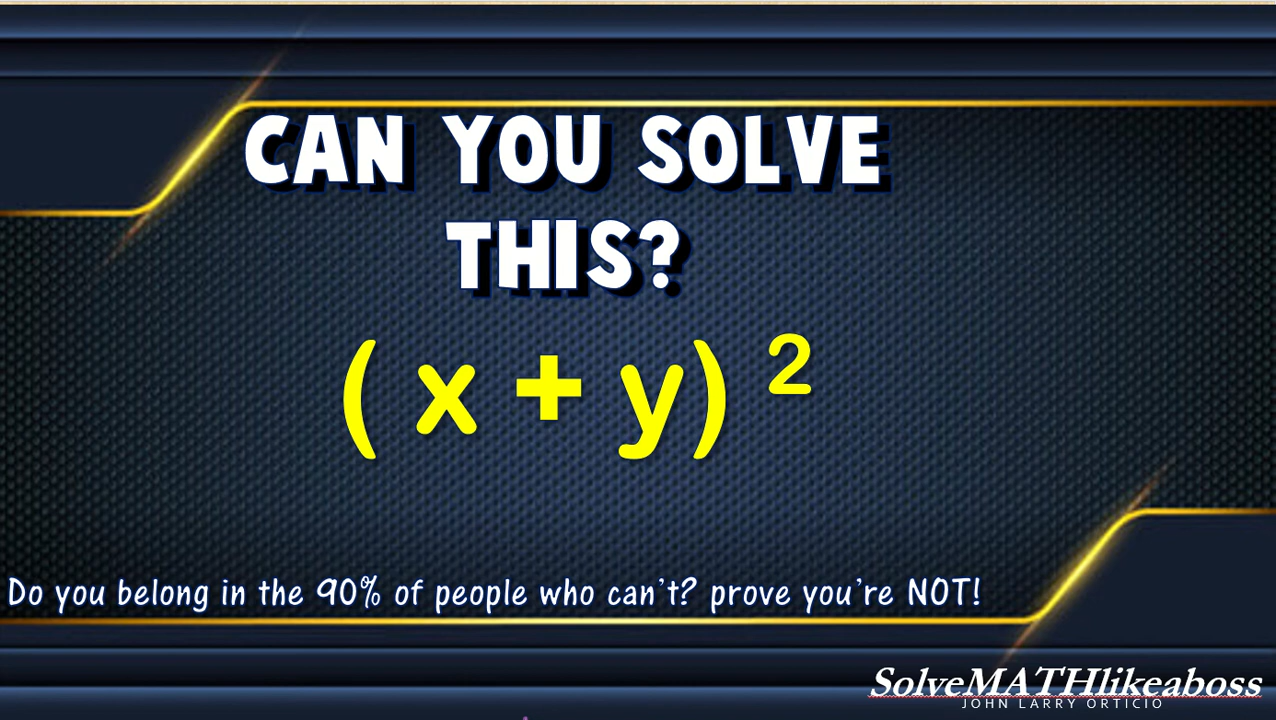 CAN YOU SOLVE
THIS?
( x + y) ²
Do you belong in the 90% of people who can't? prove you're NOT!
SolveMATHlikeaboss
JOHN LARRY ORTICIO